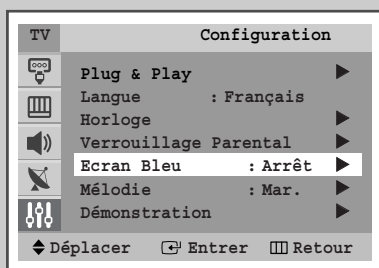 TV Configuration
Plug & Play
Langue : Français
Horloge
Verrouillage Parental
Ecran Bleu : Arrêt
Mélodie : Mar.
Démonstration
Déplacer Entrer Retour